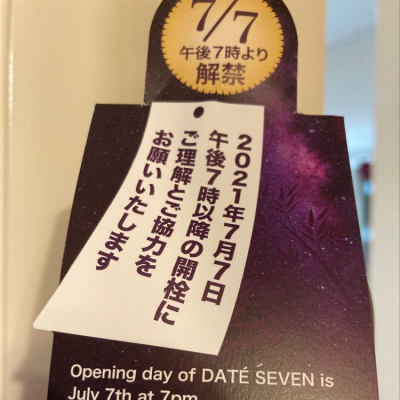 7/7
午後7時より
解禁
2021年7月7日
午後7時以降の開栓に
ご理解とご協力を
お願いいたします
Opening day of DATÉ SEVEN is
July 7th at 7pm